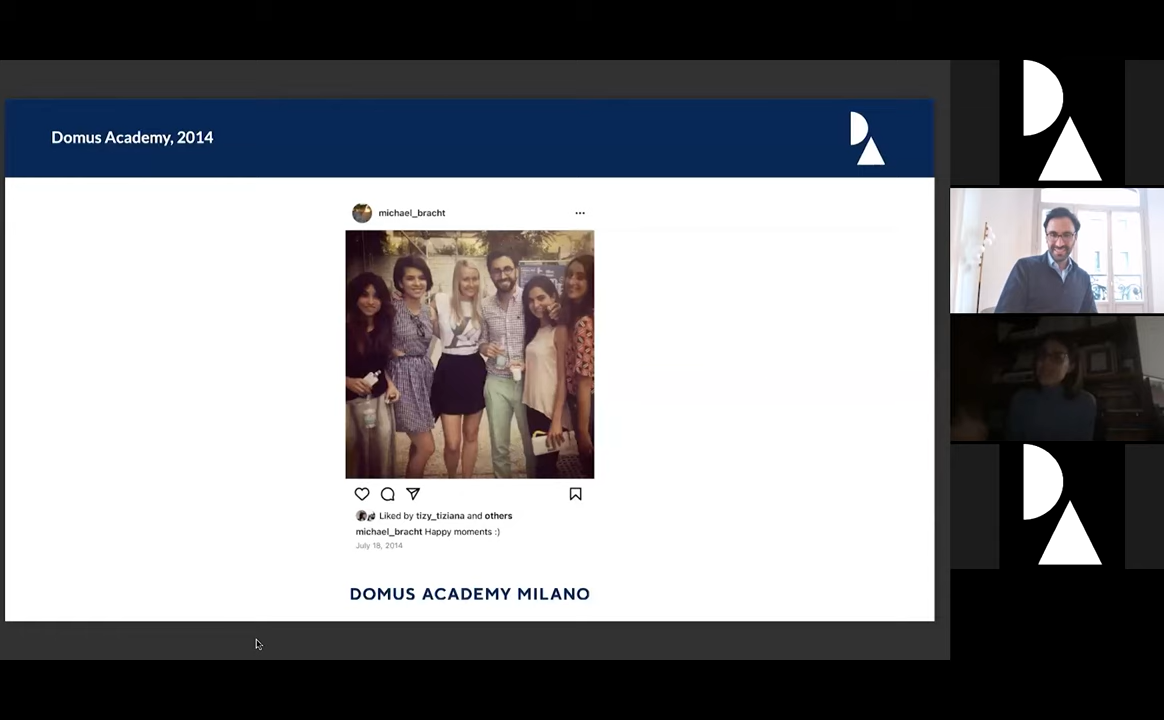 Domus Academy, 2014
michael_bracht
Liked by tizy_tiziana and others
michael_bracht Happy moments :)
July 18, 2014
DOMUS ACADEMY MILANO